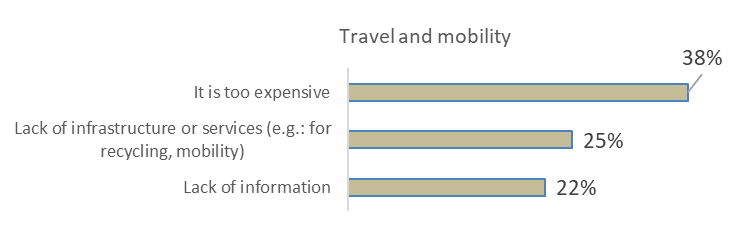 Travel and mobility
38%
It is too expensive
Lack of infrastructure or services (e.g.: for
recycling, mobility)
25%
Lack of information
22%